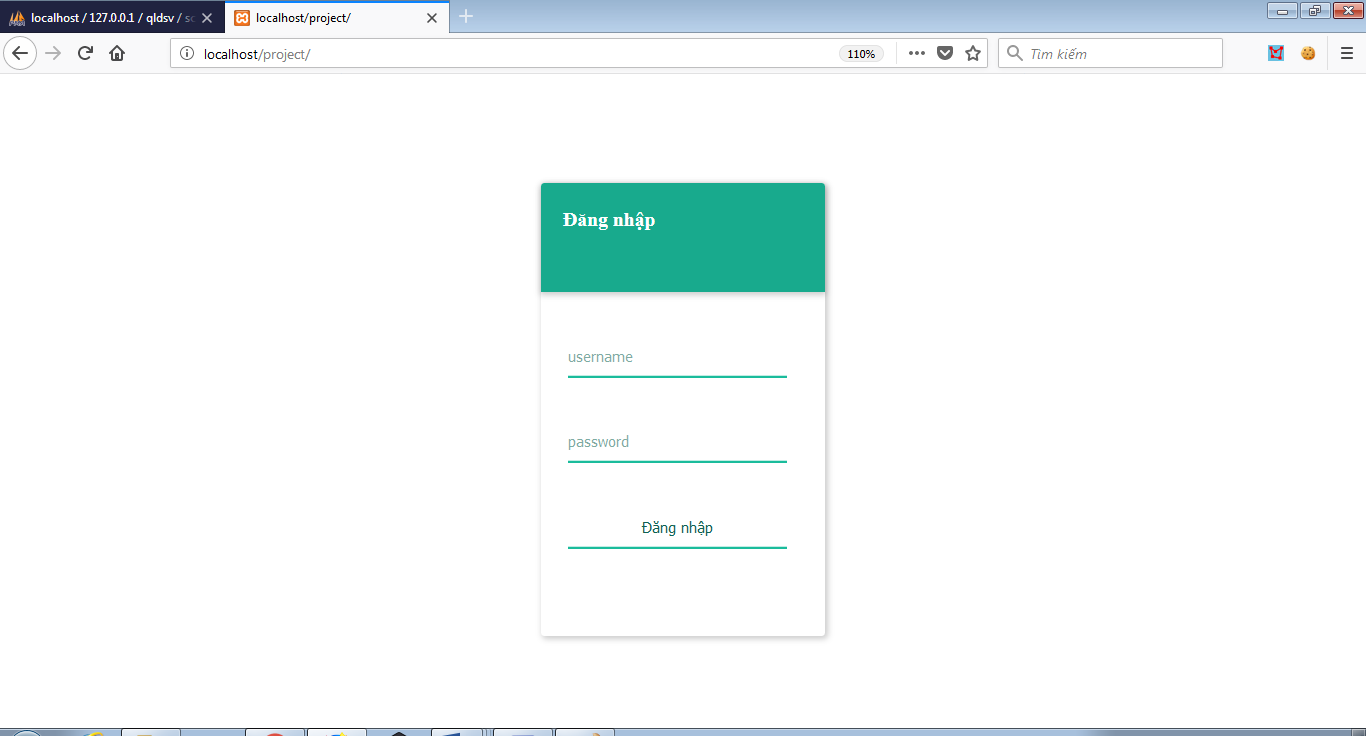 localhost / 127.0.0.1 / qldsv / sc
localhost/project/
localhost/project/
110%
Tìm kiếm
Đăng nhập
username
password
Đăng nhập